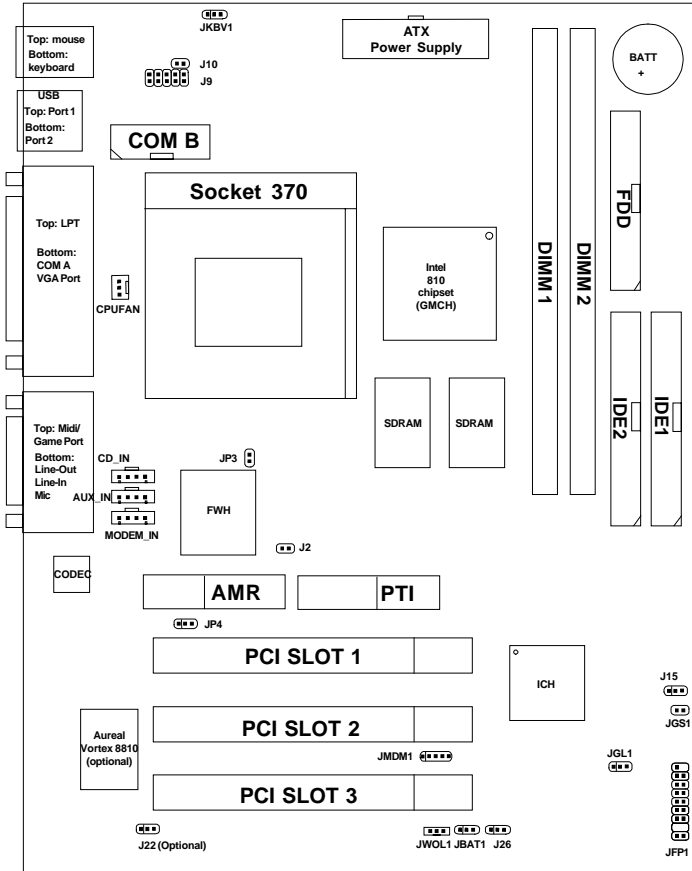 JKBV1
ATX
Power Supply
Top: mouse
Bottom:
keyboard
J10
J9
BATT
+
USB
Top: Port 1
Bottom:
Port 2
COM B
Socket 370
FDD
DIMM 1
DIMM 2
Top: LPT
Bottom:
COM A
VGA Port
Intel
810
chipset
(GMCH)
CPUFAN
SDRAM
SDRAM
IDE2
IDE1
Top: Midi/
Game Port
Bottom:
Line-Out
Line-In
Mic
CD_IN
AUX_IN
MODEM_IN
JP3
FWH
J2
CODEC
AMR
PTI
JP4
PCI SLOT 1
ICH
J15
JGS1
Aureal
Vortex 8810
(optional)
PCI SLOT 2
JMDM1
JGL1
PCI SLOT 3
J22 (Optional)
JWOL1
JBAT1
J26
JFP1